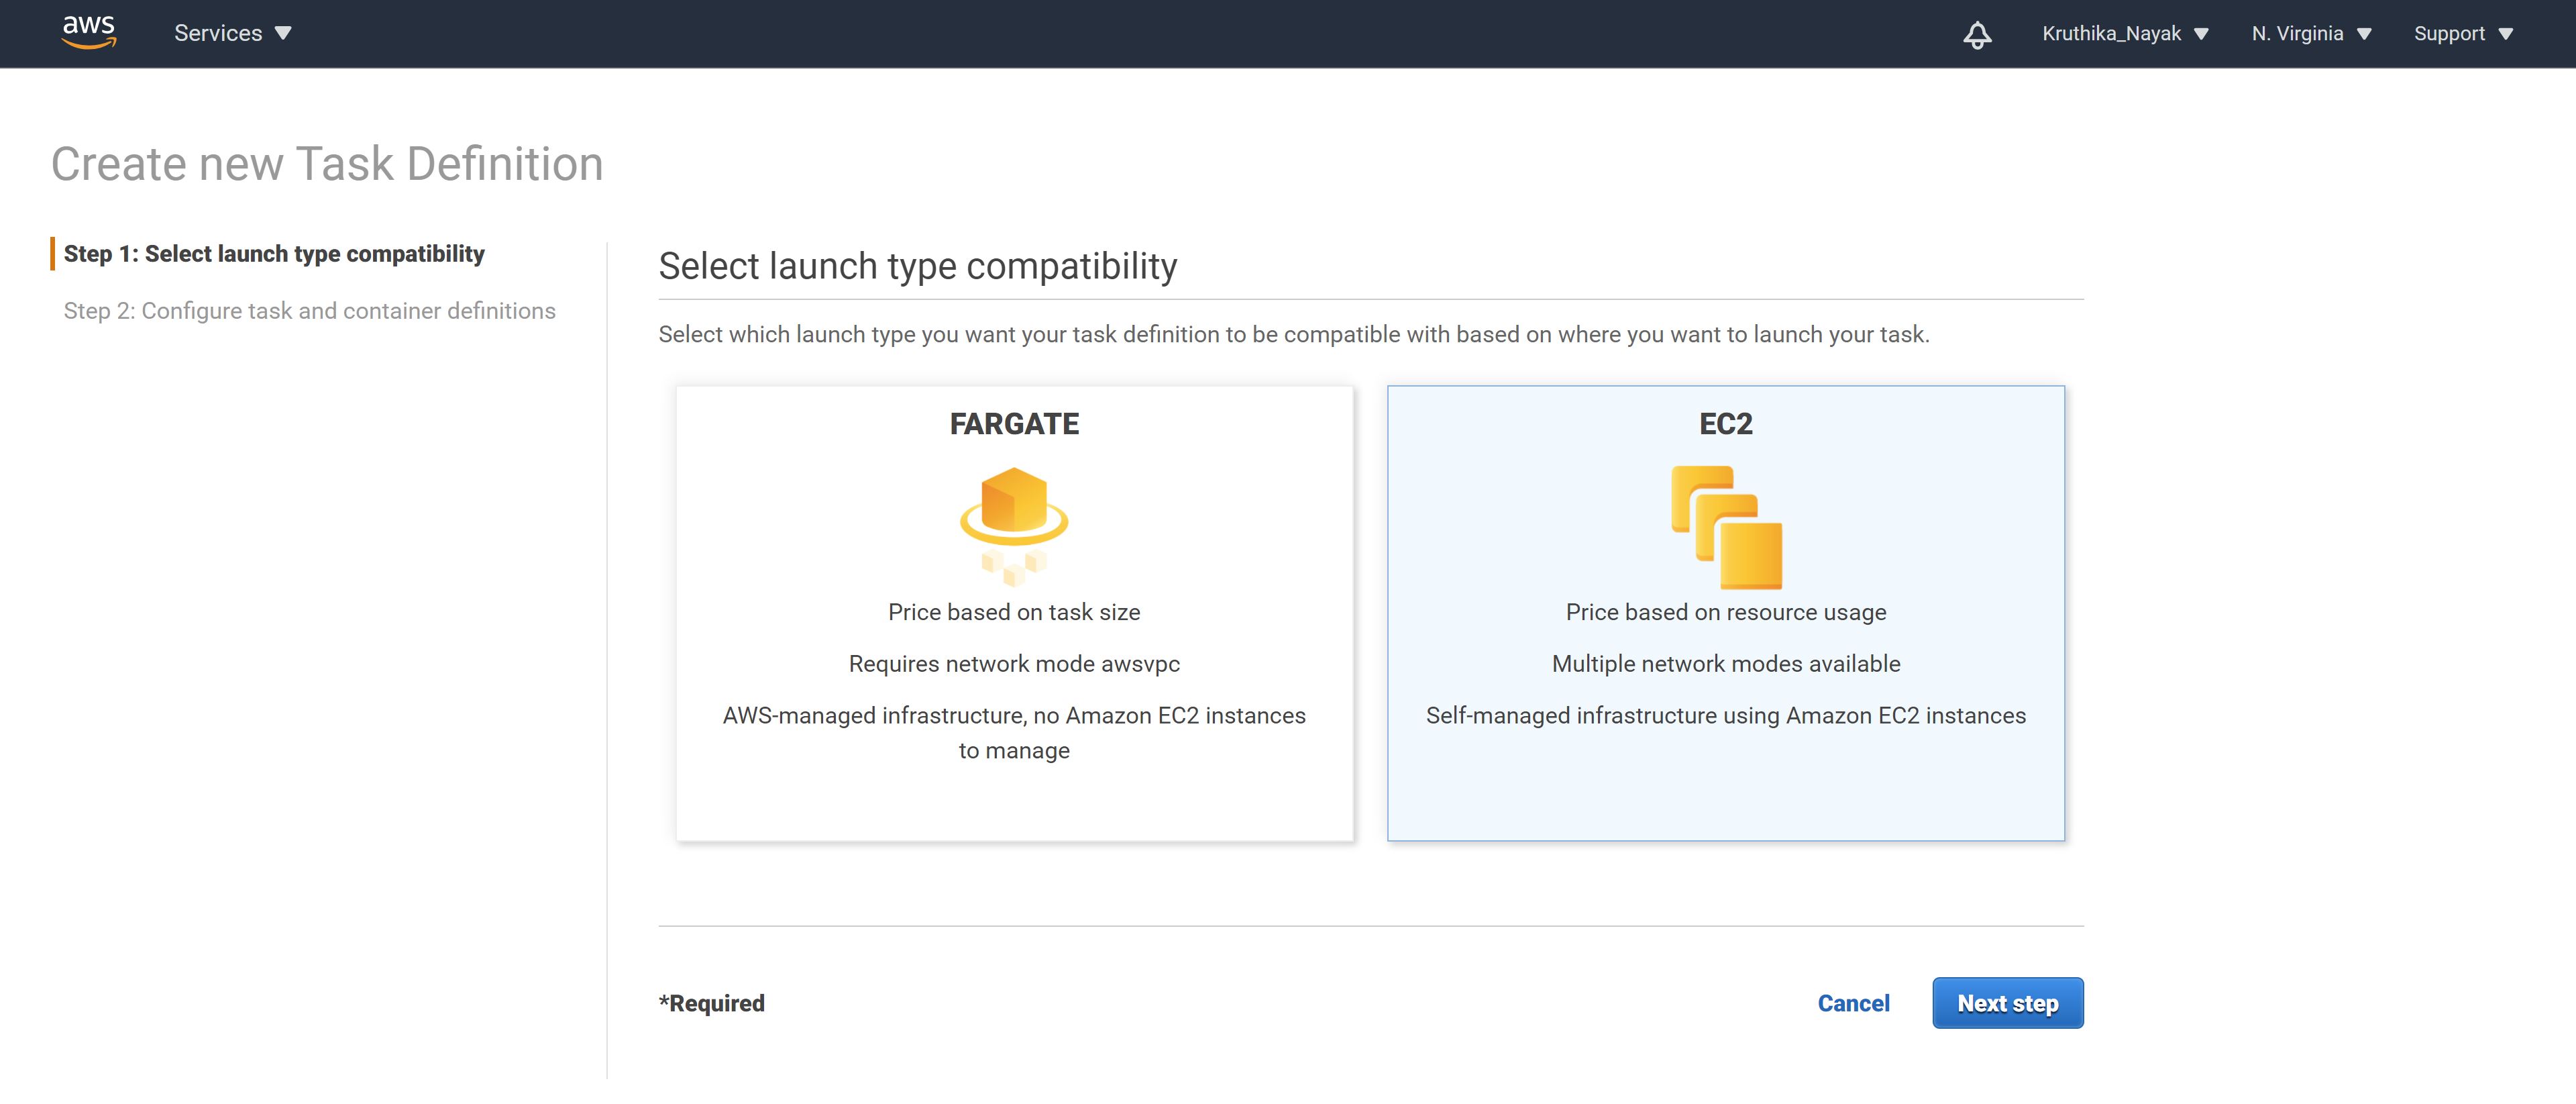 aws Services Kruthika_Nayak N. Virginia Support
Create new Task Definition
Step 1: Select launch type compatibility
Step 2: Configure task and container definitions
Select launch type compatibility
Select which launch type you want your task definition to be compatible with based on where you want to launch your task.
FARGATE
Price based on task size
Requires network mode awsvpc
AWS-managed infrastructure, no Amazon EC2 instances
to manage
EC2
Price based on resource usage
Multiple network modes available
Self-managed infrastructure using Amazon EC2 instances
*Required
Cancel
Next step